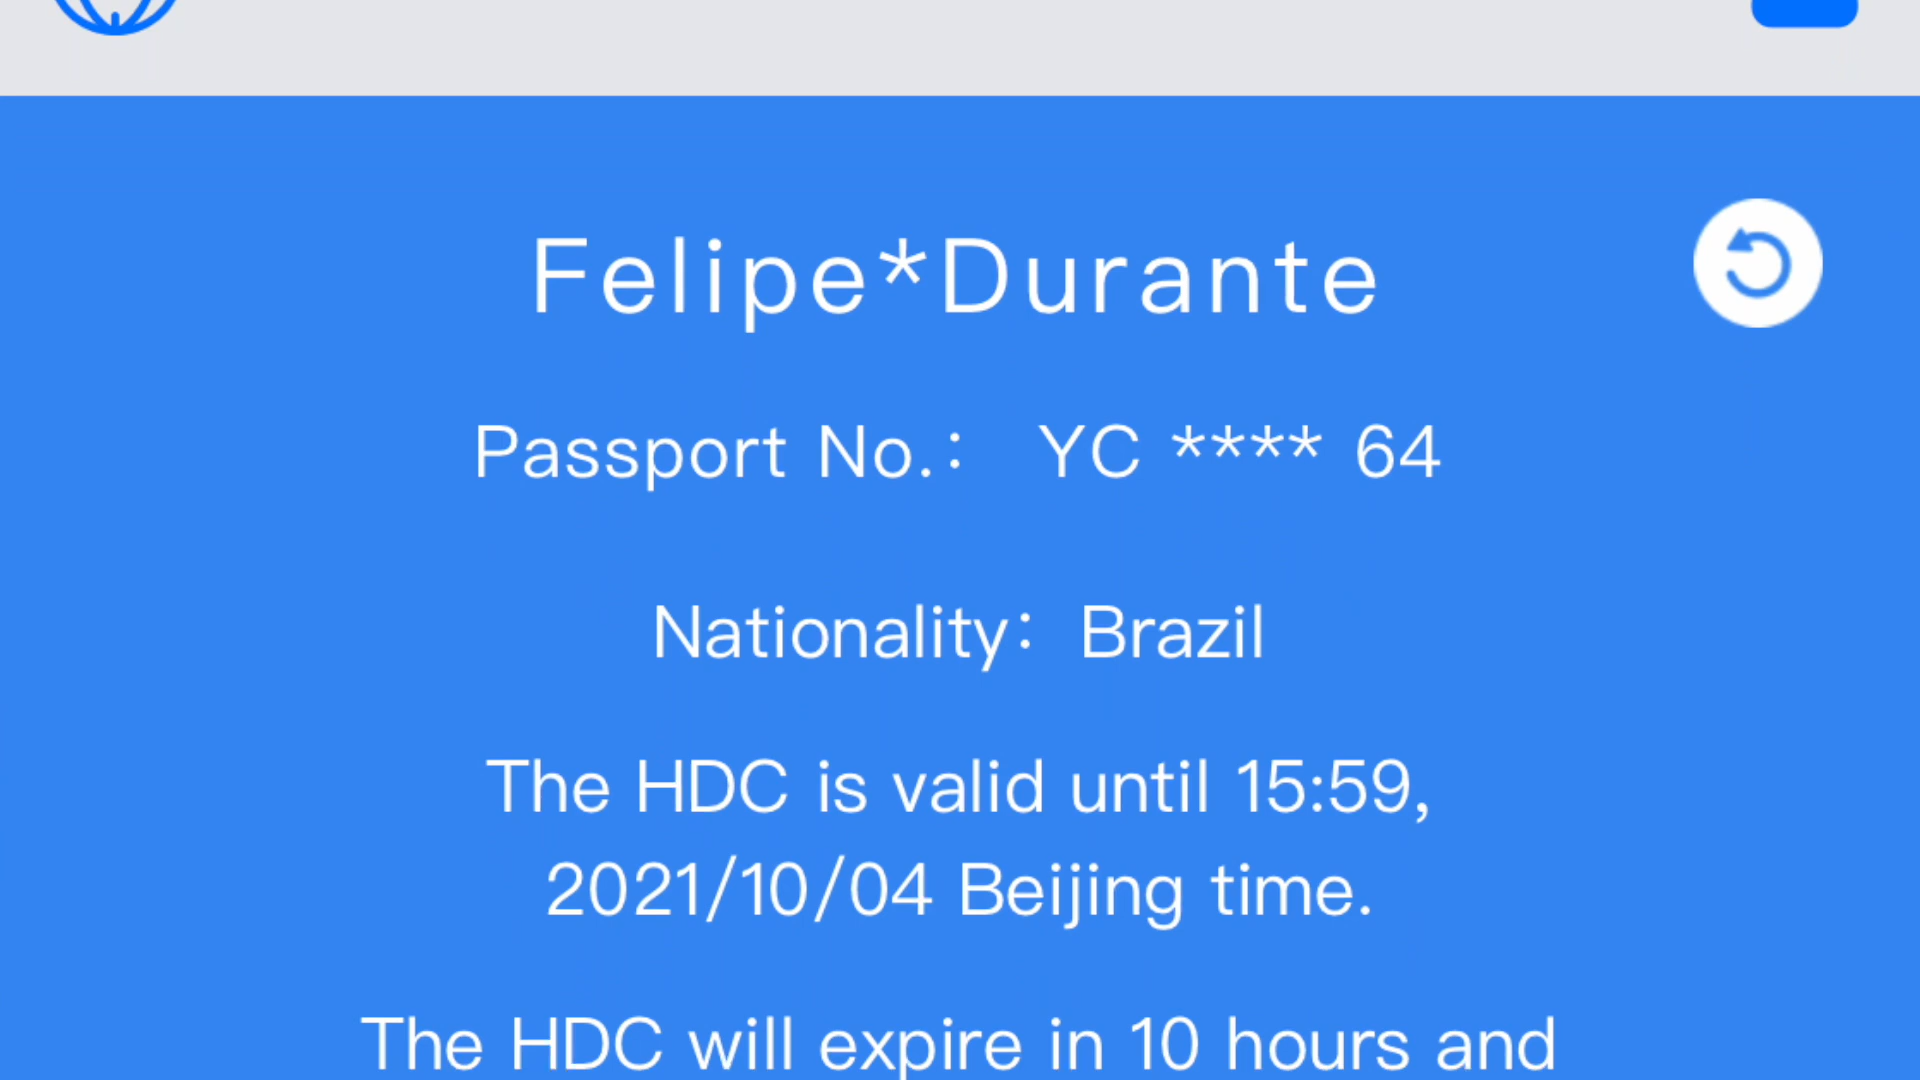 Felipe*Durante
Passport No.: YC **** 64
Nationality: Brazil
The HDC is valid until 15:59,
2021/10/04 Beijing time.
The HDC will expire in 10 hours and